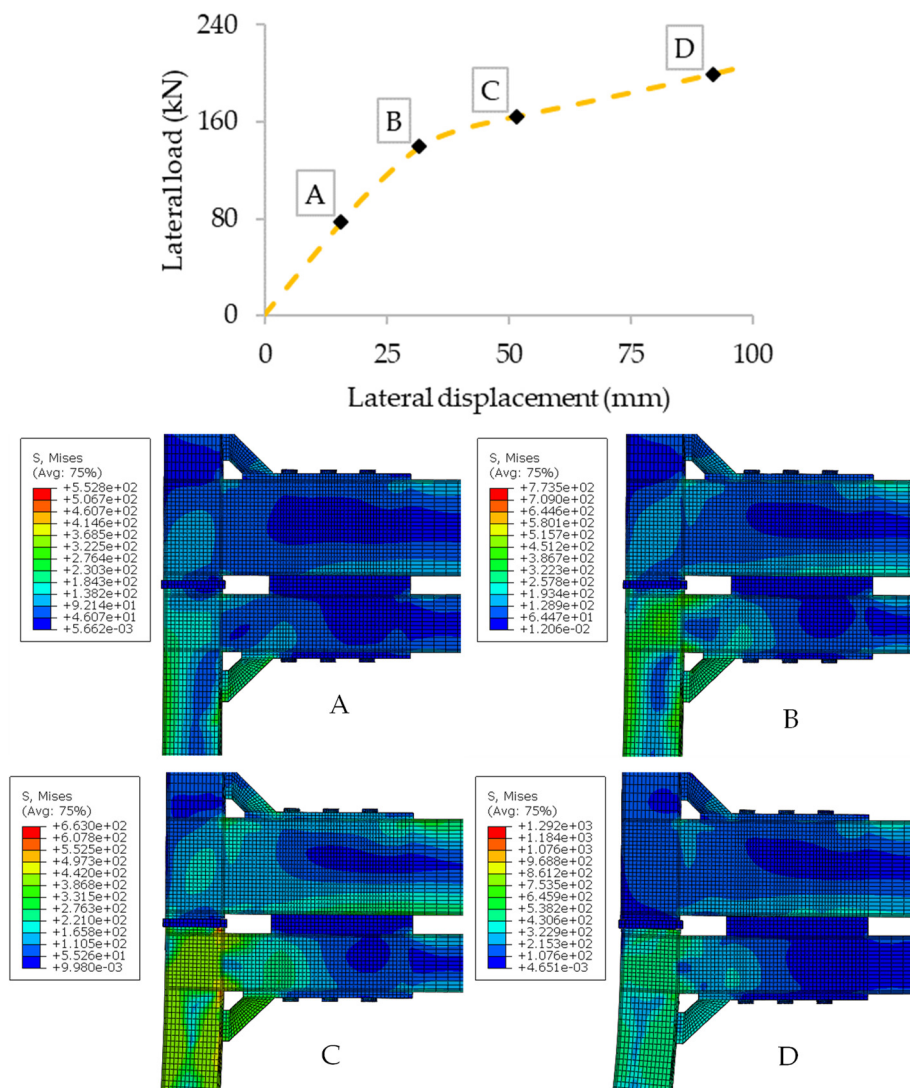 240
160
80
0
Lateral load (kN)
A
B
C
D
0 25 50 75 100
Lateral displacement (mm)
S, Mises
(Avg: 75%)
+5.528e+02
+5.067e+02
+4.607e+02
+4.146e+02
+3.685e+02
+3.225e+02
+2.764e+02
+2.303e+02
+1.843e+02
+1.382e+02
+9.214e+01
+4.607e+01
+5.662e-03
A
S, Mises
(Avg: 75%)
+7.735e+02
+7.090e+02
+6.446e+02
+5.801e+02
+5.157e+02
+4.512e+02
+3.867e+02
+3.223e+02
+2.578e+02
+1.934e+02
+1.289e+02
+6.447e+01
+1.206e-02
B
S, Mises
(Avg: 75%)
+6.630e+02
+6.078e+02
+5.525e+02
+4.973e+02
+4.420e+02
+3.868e+02
+3.315e+02
+2.763e+02
+2.210e+02
+1.658e+02
+1.105e+02
+5.526e+01
+9.980e-03
C
S, Mises
(Avg: 75%)
+1.292e+03
+1.184e+03
+1.076e+03
+9.688e+02
+8.612e+02
+7.535e+02
+6.459e+02
+5.382e+02
+4.306e+02
+3.229e+02
+2.153e+02
+1.076e+02
+4.651e-03
D